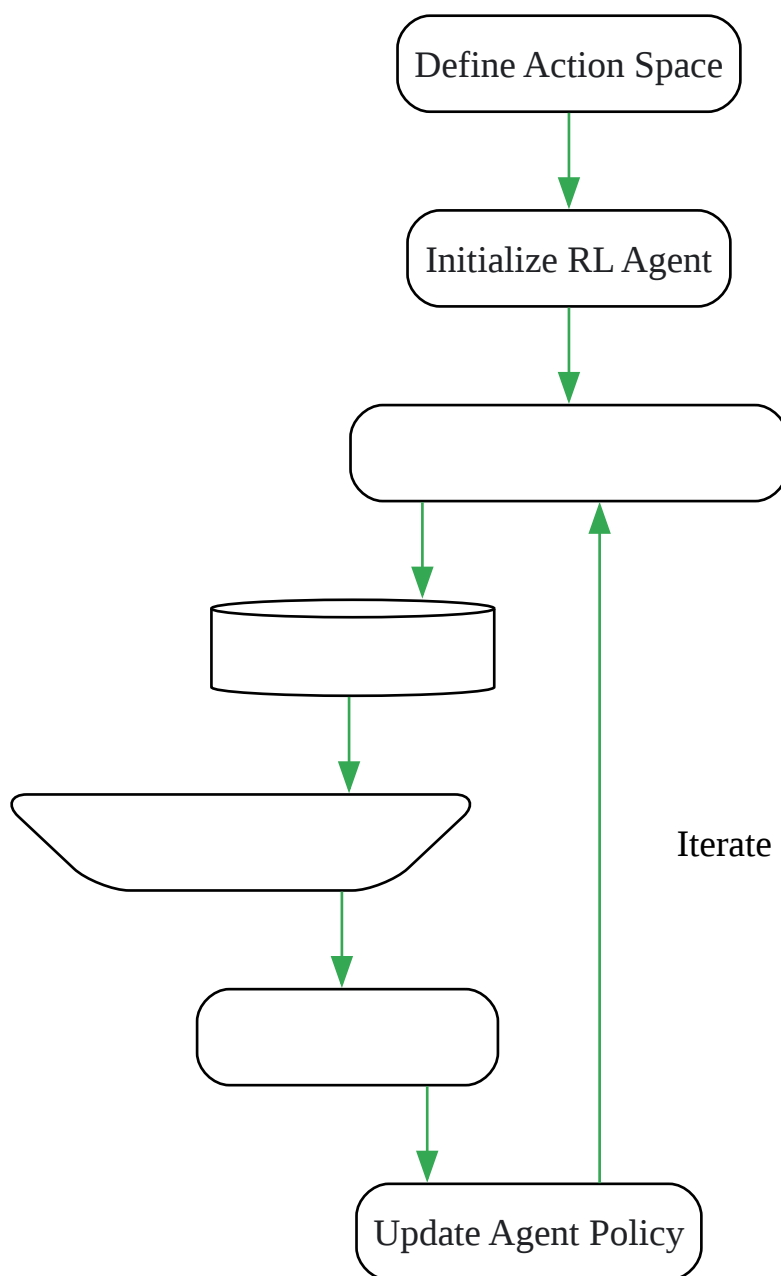 Define Action Space
Initialize RL Agent
Iterate
Update Agent Policy